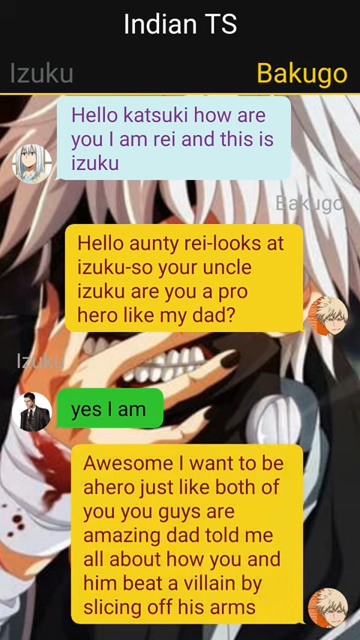 Indian TS
Izuku
Bakugo
Hello katsuki how are
you I am rei and this is
izuku
Bakugo
Hello aunty rei-looks at
izuku-so your uncle
izuku are you a pro
hero like my dad?
Izuku
yes I am
Awesome I want to be
ahero just like both of
you you guys are
amazing dad told me
all about how you and
him beat a villain by
slicing off his arms